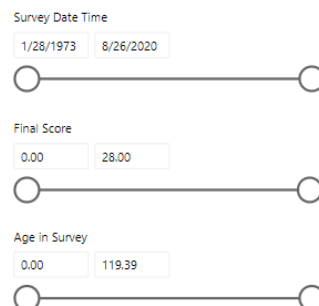 Survey Date Time
1/28/1973 8/26/2020
Final Score
0.00 28.00
Age in Survey
0.00 119.39